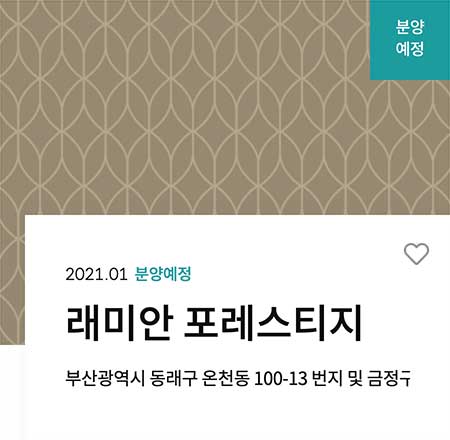 분양
예정
2021.01 분양예정
래미안 포레스티지
부산광역시 동래구 온천동 100-13 번지 및 금정구